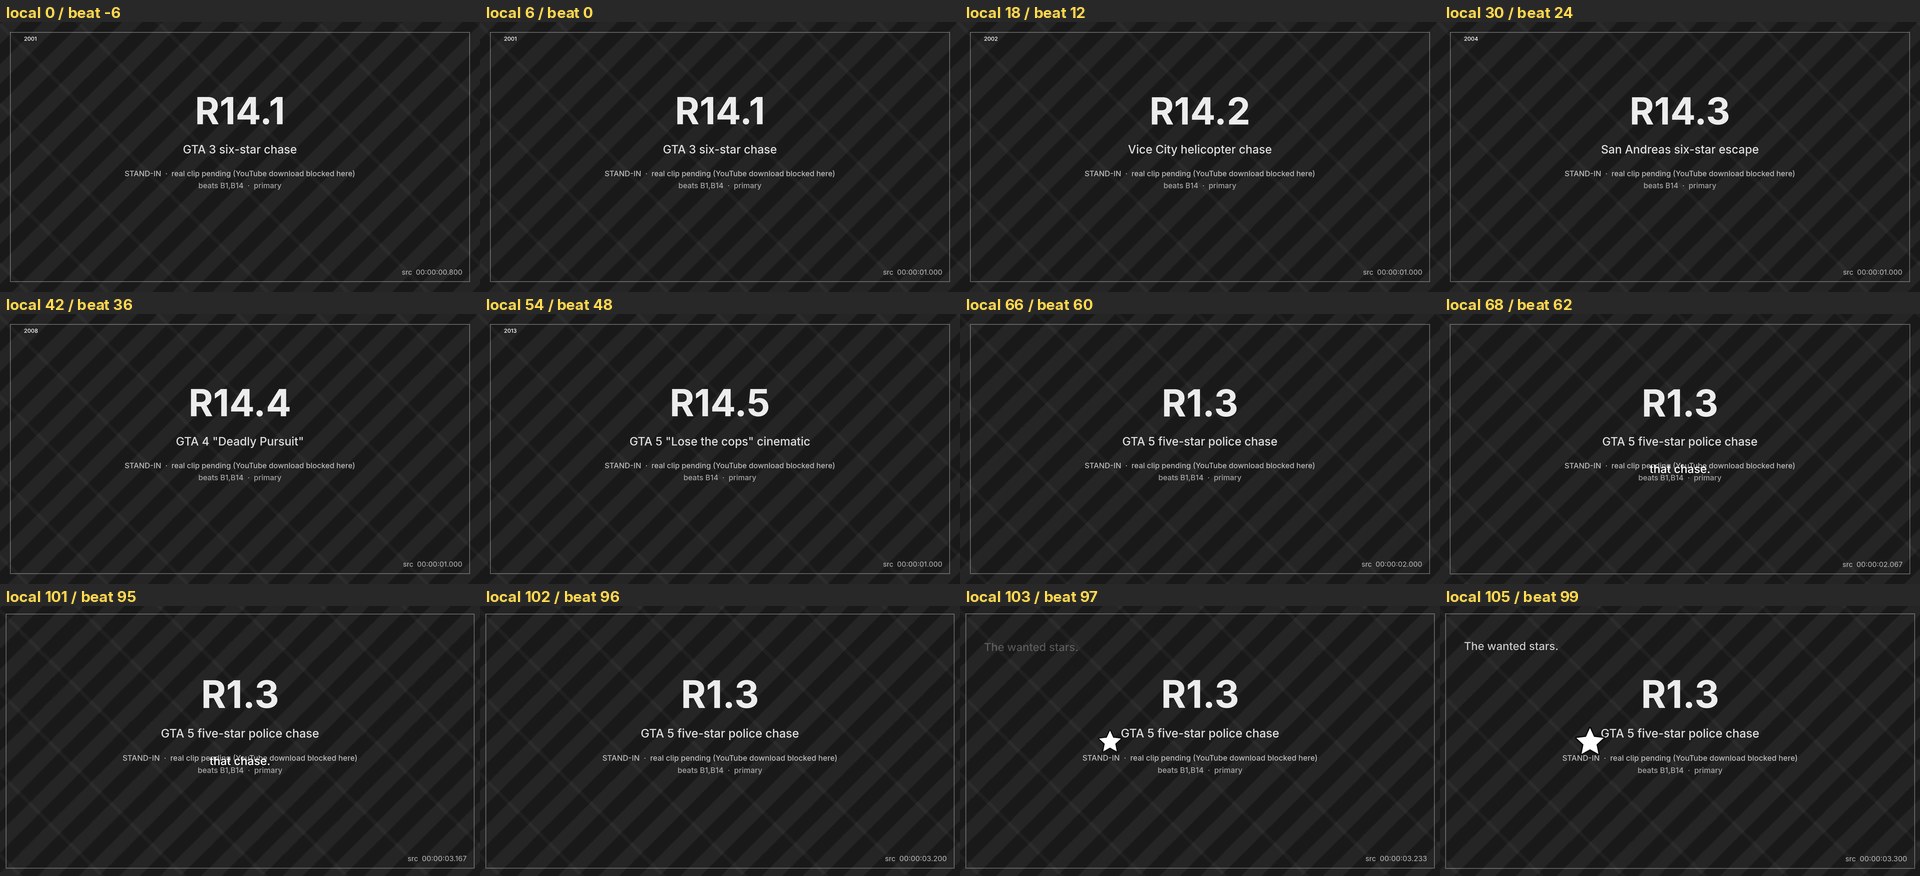 local 0 / beat -6
2001
R14.1
GTA 3 six-star chase
STAND-IN · real clip pending (YouTube download blocked here)
beats B1,B14 · primary
src 00:00:00.800
local 6 / beat 0
2001
R14.1
GTA 3 six-star chase
STAND-IN · real clip pending (YouTube download blocked here)
beats B1,B14 · primary
src 00:00:01.000
local 18 / beat 12
2002
R14.2
Vice City helicopter chase
STAND-IN · real clip pending (YouTube download blocked here)
beats B14 · primary
src 00:00:01.000
local 30 / beat 24
2004
R14.3
San Andreas six-star escape
STAND-IN · real clip pending (YouTube download blocked here)
beats B14 · primary
src 00:00:01.000
local 42 / beat 36
2008
R14.4
GTA 4 "Deadly Pursuit"
STAND-IN · real clip pending (YouTube download blocked here)
beats B1,B14 · primary
src 00:00:01.000
local 54 / beat 48
2013
R14.5
GTA 5 "Lose the cops" cinematic
STAND-IN · real clip pending (YouTube download blocked here)
beats B14 · primary
src 00:00:01.000
local 66 / beat 60
R1.3
GTA 5 five-star police chase
STAND-IN · real clip pending (YouTube download blocked here)
beats B1,B14 · primary
src 00:00:02.000
local 68 / beat 62
R1.3
GTA 5 five-star police chase
STAND-IN · real clip pending (YouTube download blocked here)
that chase.
beats B1,B14 · primary
src 00:00:02.067
local 101 / beat 95
R1.3
GTA 5 five-star police chase
STAND-IN · real clip pending (YouTube download blocked here)
that chase.
beats B1,B14 · primary
src 00:00:03.167
local 102 / beat 96
R1.3
GTA 5 five-star police chase
STAND-IN · real clip pending (YouTube download blocked here)
beats B1,B14 · primary
src 00:00:03.200
local 103 / beat 97
The wanted stars.
R1.3
GTA 5 five-star police chase
STAND-IN · real clip pending (YouTube download blocked here)
beats B1,B14 · primary
src 00:00:03.233
local 105 / beat 99
The wanted stars.
R1.3
GTA 5 five-star police chase
STAND-IN · real clip pending (YouTube download blocked here)
beats B1,B14 · primary
src 00:00:03.300